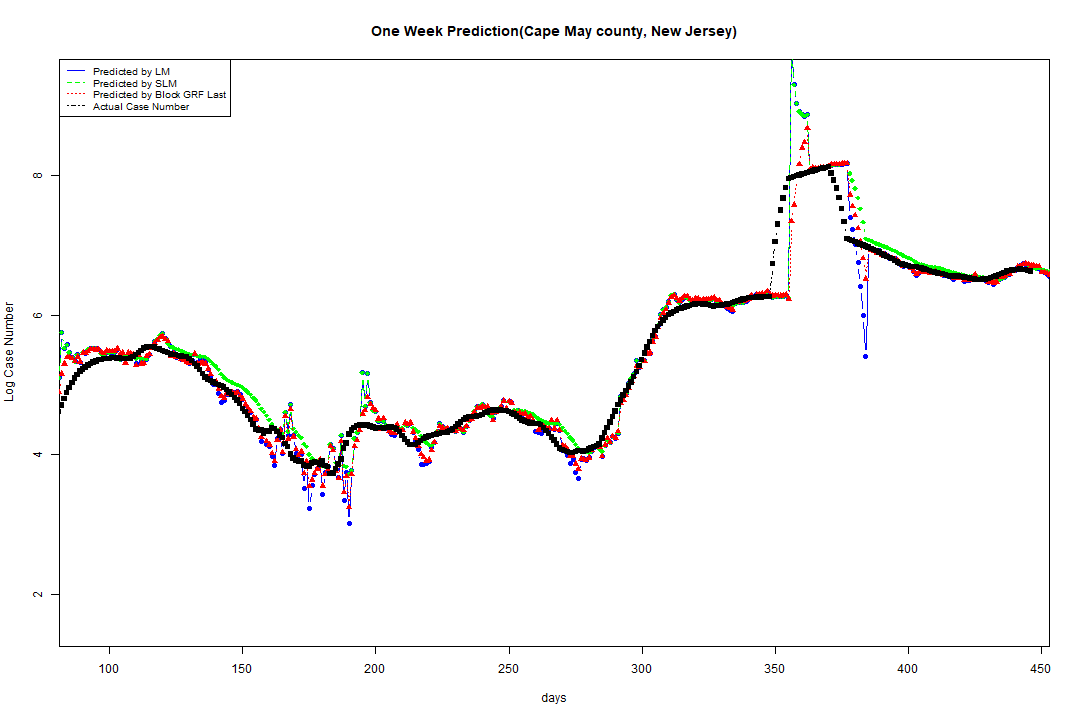 One Week Prediction(Cape May county, New Jersey)
Predicted by LM
Predicted by SLM
Predicted by Block GRF Last
Actual Case Number
8
6
4
2
Log Case Number
100 150 200 250 300 350 400 450
days